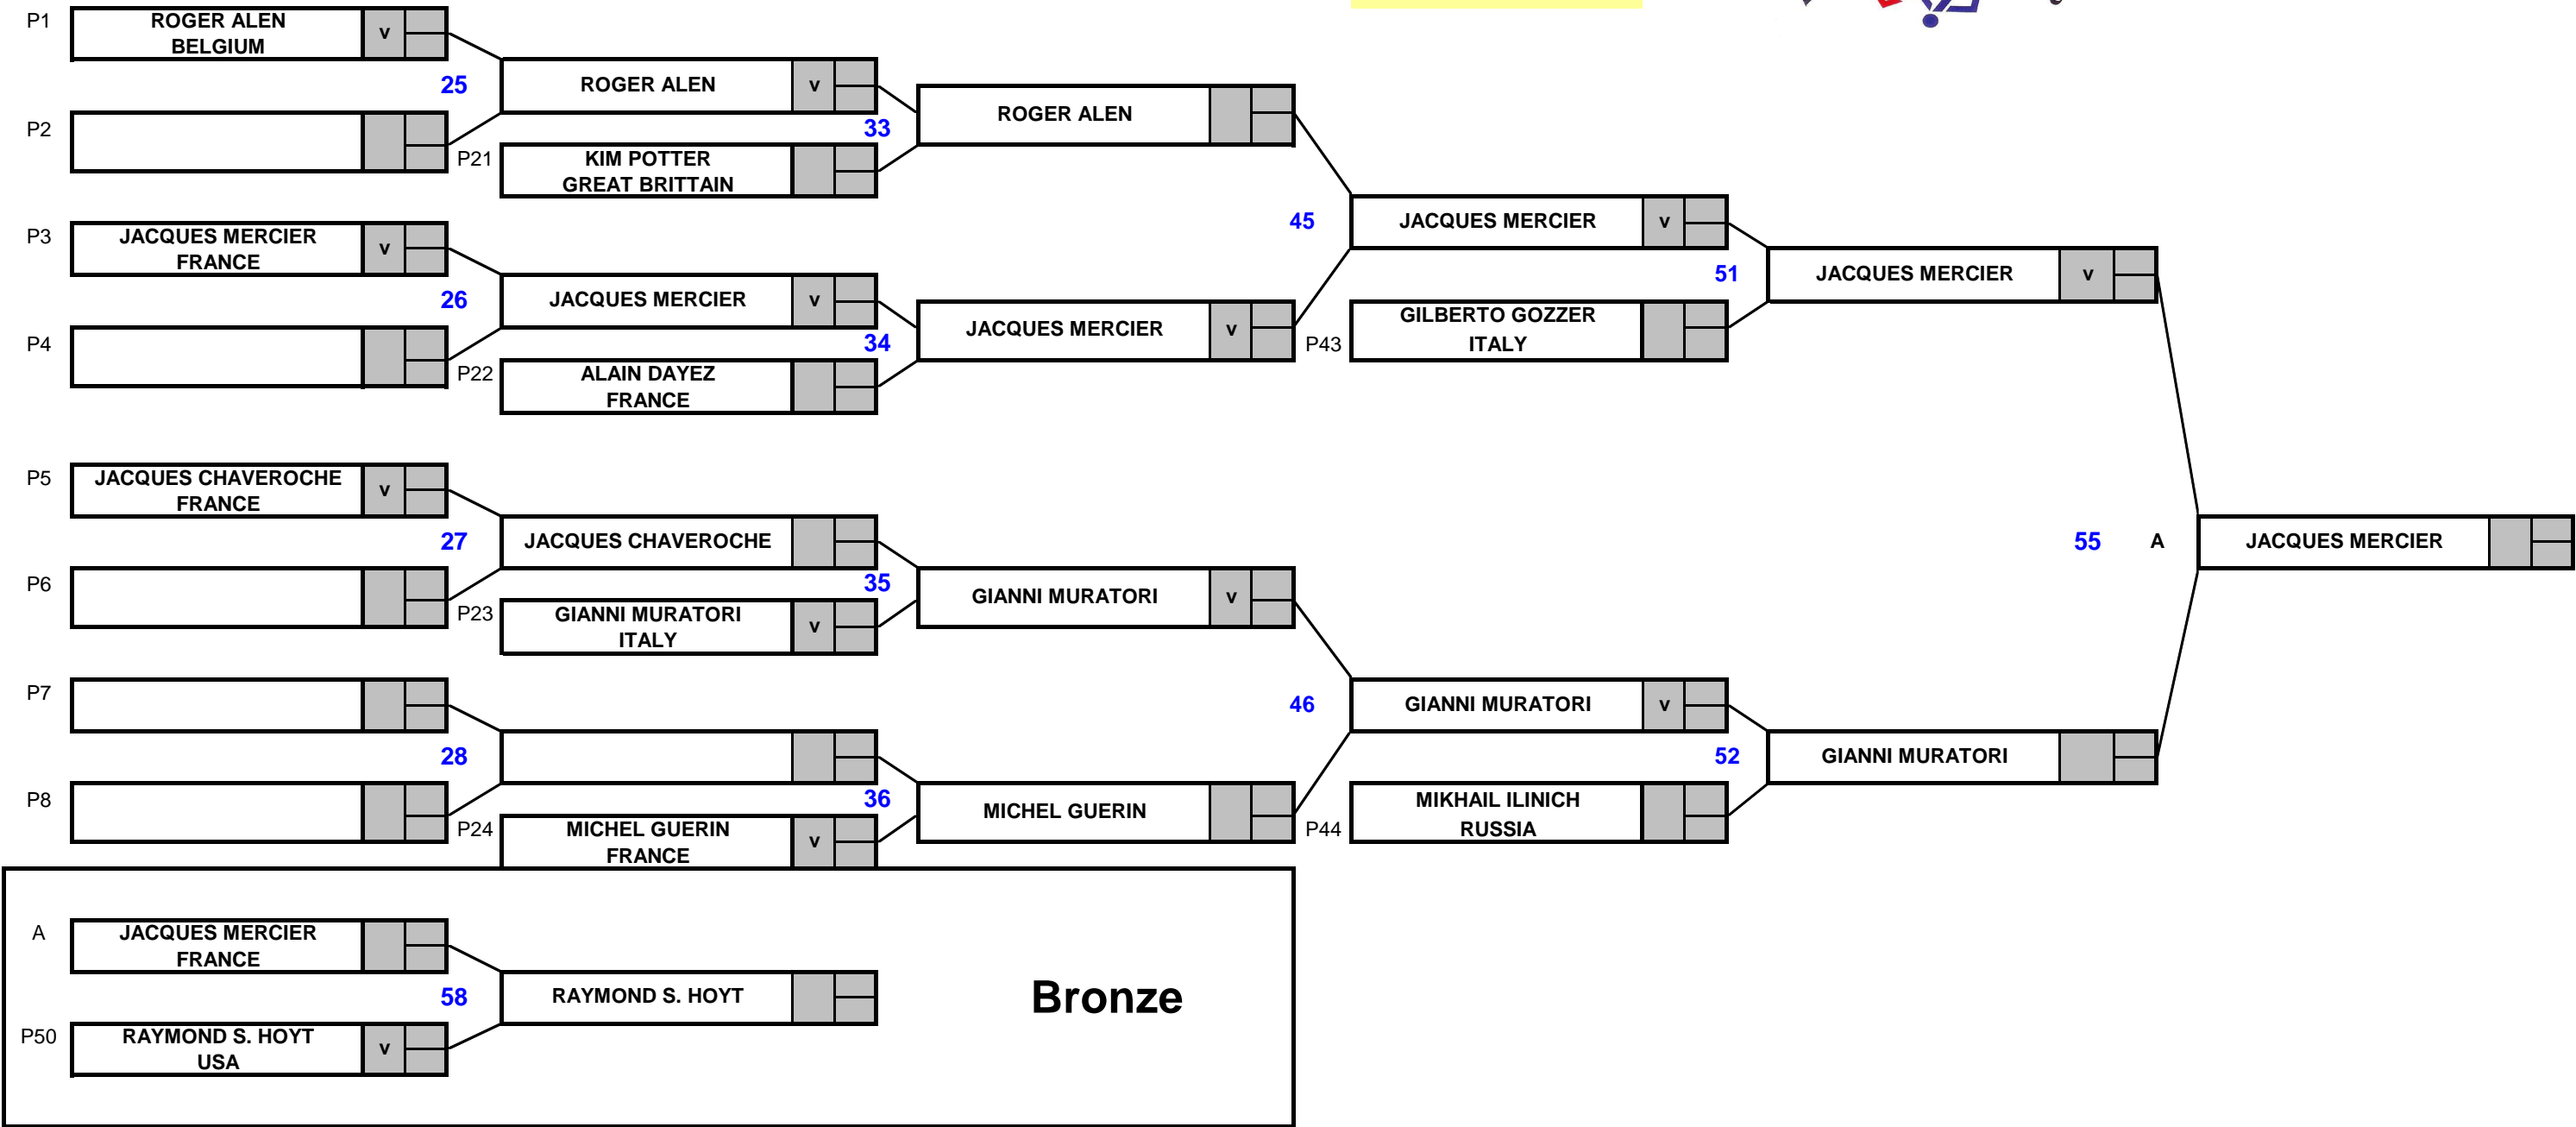 P1
ROGER ALEN
BELGIUM
v
25
ROGER ALEN
v
P2
33
ROGER ALEN
P21
KIM POTTER
GREAT BRITTAIN
P3
JACQUES MERCIER
FRANCE
v
45
JACQUES MERCIER
v
26
JACQUES MERCIER
v
51
JACQUES MERCIER
v
P4
34
JACQUES MERCIER
v
P43
GILBERTO GOZZER
ITALY
P22
ALAIN DAYEZ
FRANCE
P5
JACQUES CHAVEROCHE
FRANCE
v
27
JACQUES CHAVEROCHE
55
A
JACQUES MERCIER
P6
35
GIANNI MURATORI
v
P23
GIANNI MURATORI
ITALY
v
P7
46
GIANNI MURATORI
v
28
52
GIANNI MURATORI
P8
36
MICHEL GUERIN
P44
MIKHAIL ILINICH
RUSSIA
P24
MICHEL GUERIN
FRANCE
v
A
JACQUES MERCIER
FRANCE
58
RAYMOND S. HOYT
Bronze
P50
RAYMOND S. HOYT
USA
v